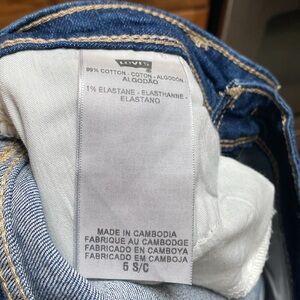 Levi's
99% COTTON - COTON - ALGODÓN
ALGODÃO
1% ELASTANE - ELASTHANNE -
ELASTANO
MADE IN CAMBODIA
FABRIQUE AU CAMBODGE
FABRICADO EN CAMBOYA
FABRICADO EM CAMBOJA
5 S/C